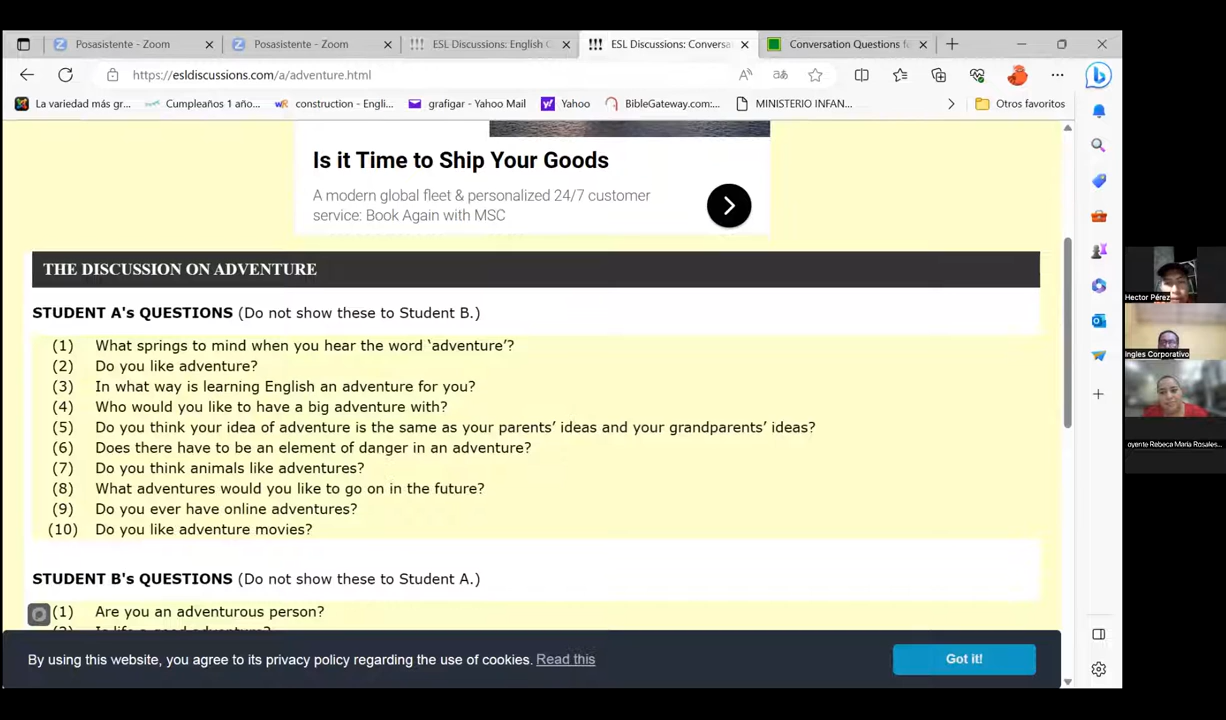 Posasistente - Zoom
Posasistente - Zoom
ESL Discussions: English C
ESL Discussions: Conversa
Conversation Questions fo
https://esldiscussions.com/a/adventure.html
La variedad más gr...
Cumpleaños 1 año...
construction - Engli...
grafigar - Yahoo Mail
Yahoo
BibleGateway.com:...
MINISTERIO INFAN...
Otros favoritos
Is it Time to Ship Your Goods
A modern global fleet & personalized 24/7 customer
service: Book Again with MSC
THE DISCUSSION ON ADVENTURE
STUDENT A's QUESTIONS (Do not show these to Student B.)
(1) What springs to mind when you hear the word ‘adventure’?
(2) Do you like adventure?
(3) In what way is learning English an adventure for you?
(4) Who would you like to have a big adventure with?
(5) Do you think your idea of adventure is the same as your parents’ ideas and your grandparents’ ideas?
(6) Does there have to be an element of danger in an adventure?
(7) Do you think animals like adventures?
(8) What adventures would you like to go on in the future?
(9) Do you ever have online adventures?
(10) Do you like adventure movies?
STUDENT B's QUESTIONS (Do not show these to Student A.)
(1) Are you an adventurous person?
(2) Is life a good adventure?
By using this website, you agree to its privacy policy regarding the use of cookies. Read this
Got it!
Hector Pérez
Ingles Corporativo
oyente Rebeca Maria Rosales...